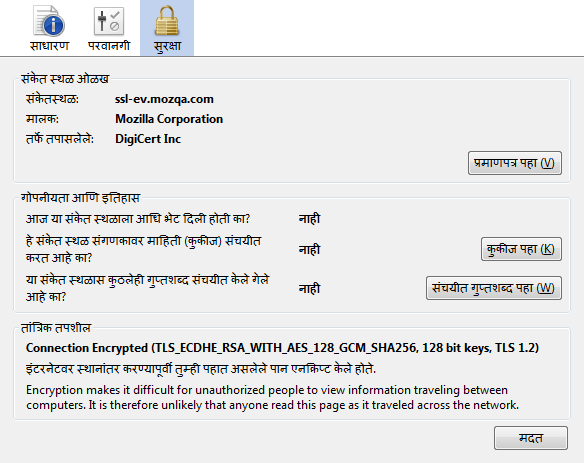 साधारण परवानगी सुरक्षा
संकेत स्थळ ओळख
संकेतस्थळ: ssl-ev.mozqa.com
मालक: Mozilla Corporation
तर्फे तपासलेले: DigiCert Inc
प्रमाणपत्र पहा (V)
गोपनीयता आणि इतिहास
आज या संकेत स्थळाला आधि भेट दिली होती का? नाही
हे संकेत स्थळ संगणकावर माहिती (कुकीज) संचयीत
करत आहे का? नाही कुकीज पहा (K)
या संकेत स्थळास कुठलेही गुप्तशब्द संचयीत केले गेले
आहे का? नाही संचयीत गुप्तशब्द पहा (W)
तांत्रिक तपशील
Connection Encrypted (TLS_ECDHE_RSA_WITH_AES_128_GCM_SHA256, 128 bit keys, TLS 1.2)
इंटरनेटवर स्थानांतर करण्यापूर्वी तुम्ही पहात असलेले पान एनक्रिप्ट केले होते.
Encryption makes it difficult for unauthorized people to view information traveling between
computers. It is therefore unlikely that anyone read this page as it traveled across the network.
मदत